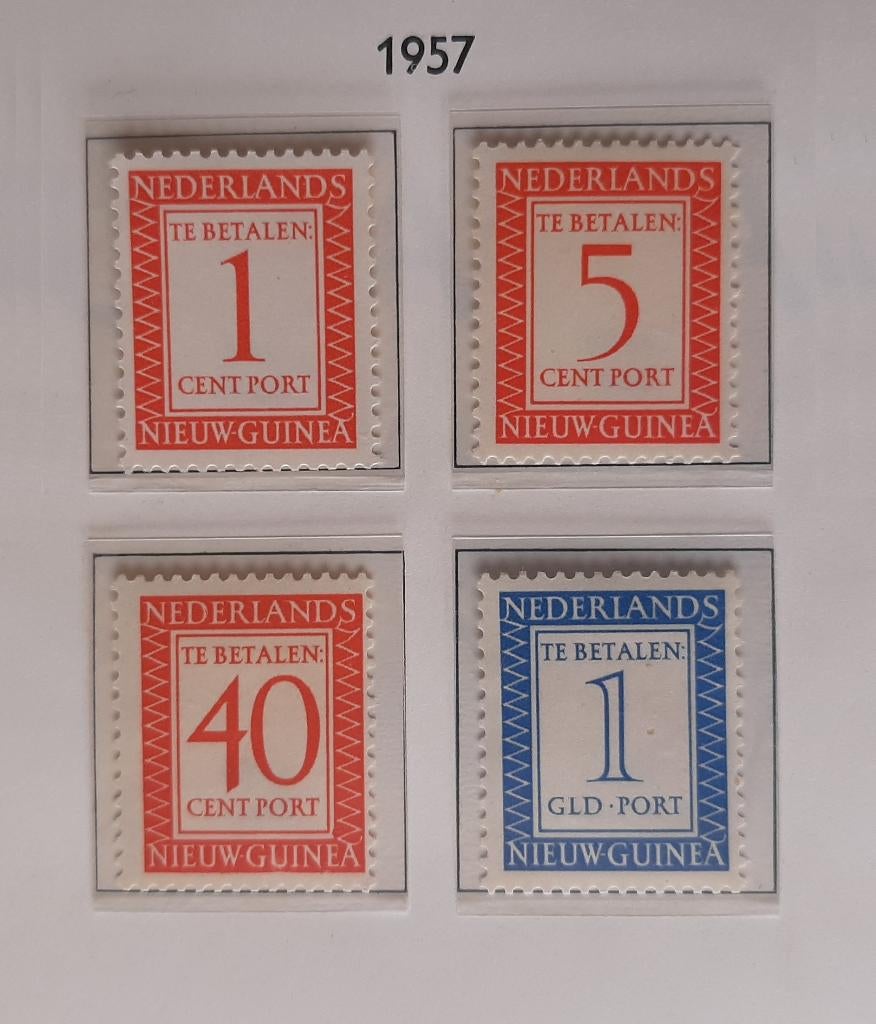 1957
NEDERLANDS
TE BETALEN:
1
CENT PORT
NIEUW-GUINEA
NEDERLANDS
TE BETALEN:
5
CENT PORT
NIEUW-GUINEA
NEDERLANDS
TE BETALEN:
40
CENT PORT
NIEUW-GUINEA
NEDERLANDS
TE BETALEN:
1
GLD·PORT
NIEUW-GUINEA